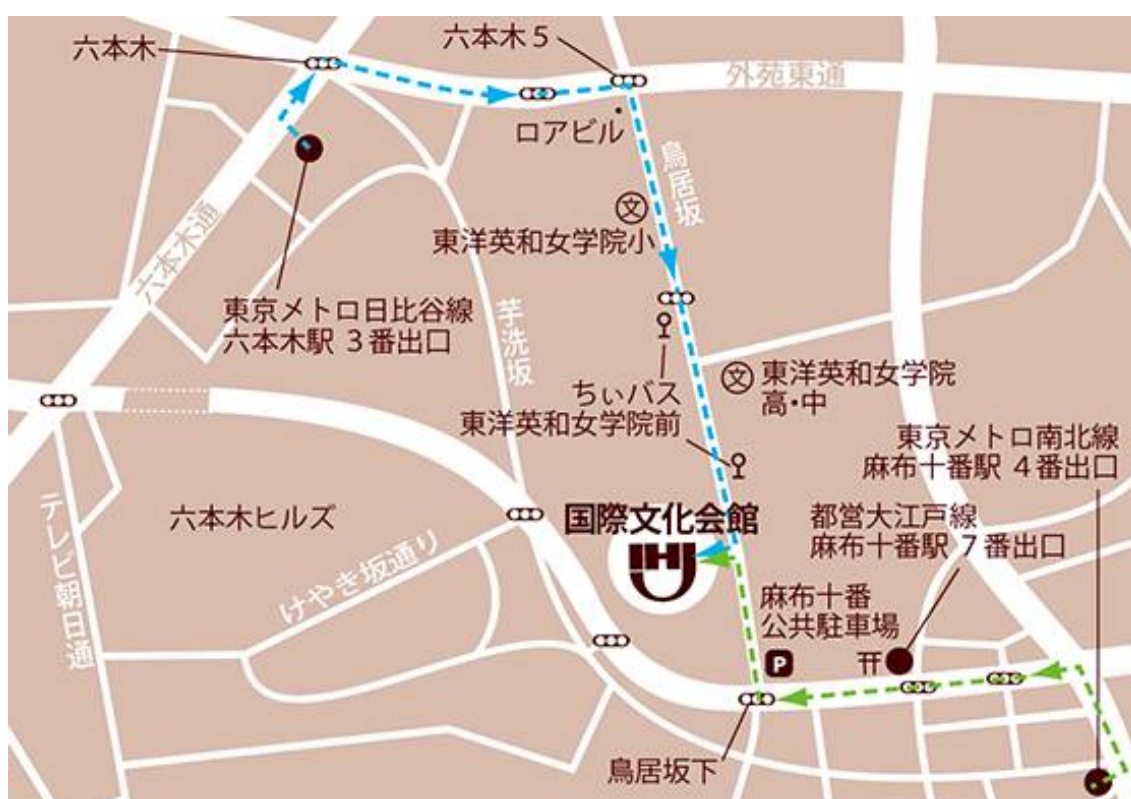 六本木
六本木5
外苑東通
ロアビル
鳥居坂
文
東洋英和女学院小
六本木通
東京メトロ日比谷線
六本木駅 3番出口
芋洗坂
ちぃバス
東洋英和女学院前
文
東洋英和女学院
高・中
東京メトロ南北線
麻布十番駅 4番出口
テレビ朝日通
六本木ヒルズ
けやき坂通り
国際文化会館
IHJ
都営大江戸線
麻布十番駅 7番出口
麻布十番
公共駐車場
P
鳥居坂下